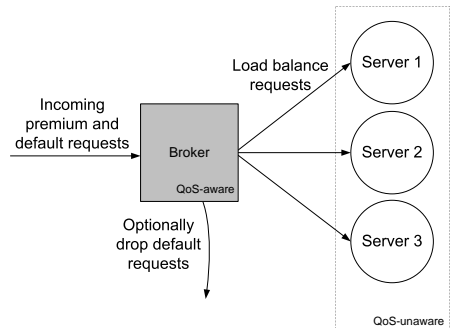 Incoming
premium and
default requests
Broker
QoS-aware
Optionally
drop default
requests
Load balance
requests
Server 1
Server 2
Server 3
QoS-unaware